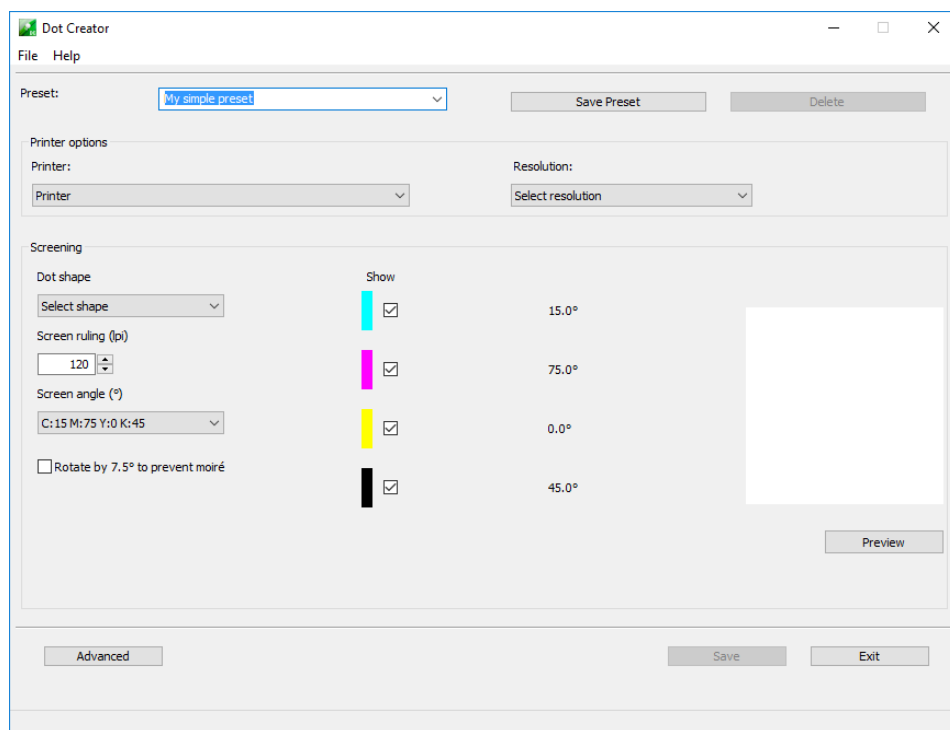 Dot Creator
File Help
Preset: My simple preset Save Preset Delete
Printer options
Printer: Resolution:
Printer Select resolution
Screening
Dot shape Show
Select shape 15.0°
Screen ruling (lpi)
120 75.0°
Screen angle (°)
C:15 M:75 Y:0 K:45 0.0°
Rotate by 7.5° to prevent moiré
45.0°
Preview
Advanced Save Exit